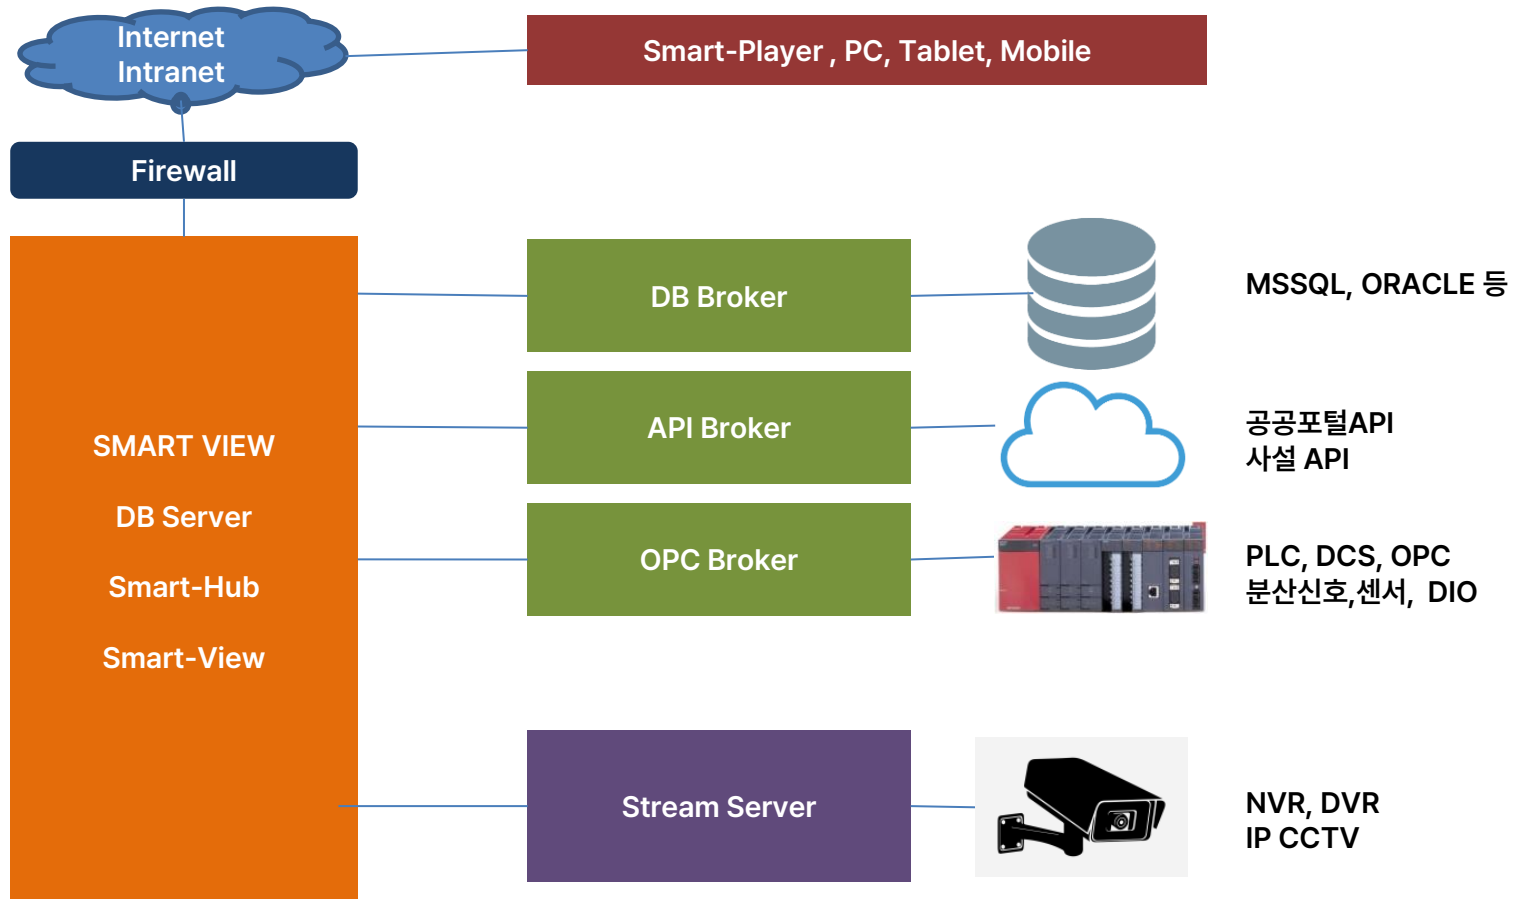 Internet
Intranet
Smart-Player , PC, Tablet, Mobile
Firewall
SMART VIEW
DB Server
Smart-Hub
Smart-View
DB Broker
MSSQL, ORACLE 등
API Broker
공공포털API
사설 API
OPC Broker
PLC, DCS, OPC
분산신호,센서, DIO
Stream Server
NVR, DVR
IP CCTV